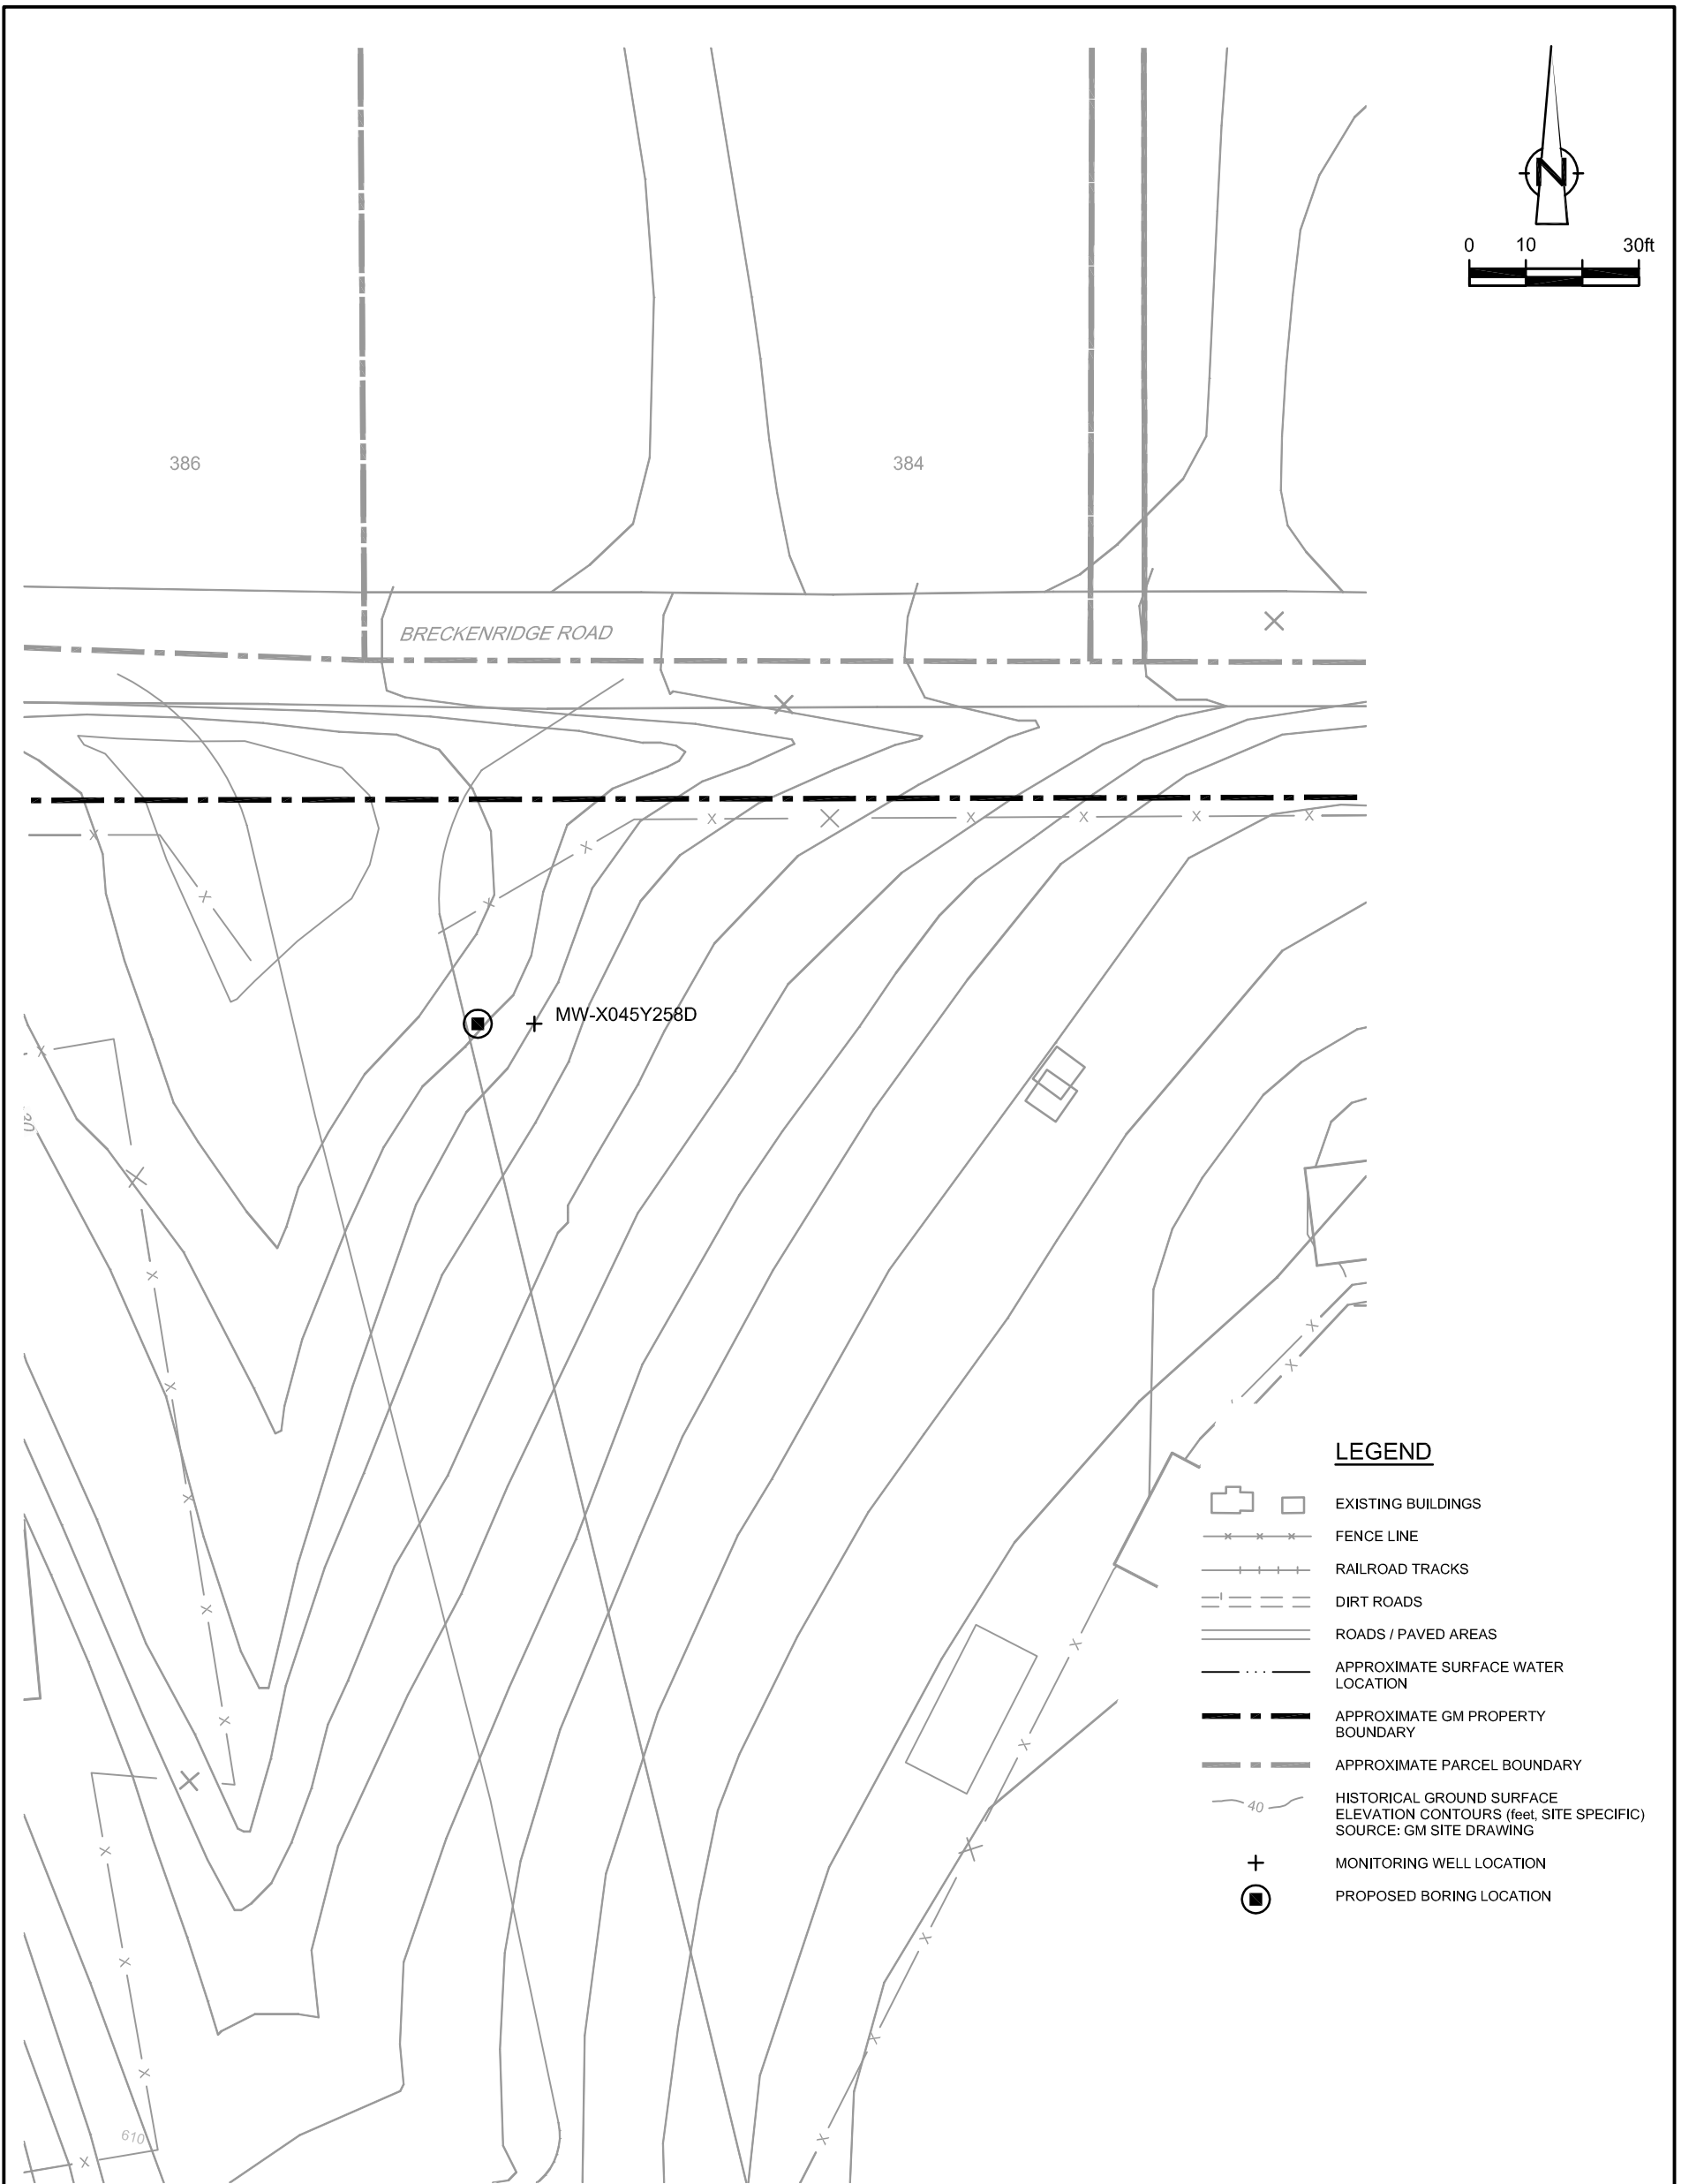 N
0 10 30ft
386 384
BRECKENRIDGE ROAD
MW-X045Y258D
LEGEND
EXISTING BUILDINGS
FENCE LINE
RAILROAD TRACKS
DIRT ROADS
ROADS / PAVED AREAS
APPROXIMATE SURFACE WATER
LOCATION
APPROXIMATE GM PROPERTY
BOUNDARY
APPROXIMATE PARCEL BOUNDARY
40
HISTORICAL GROUND SURFACE
ELEVATION CONTOURS (feet, SITE SPECIFIC)
SOURCE: GM SITE DRAWING
MONITORING WELL LOCATION
PROPOSED BORING LOCATION
610